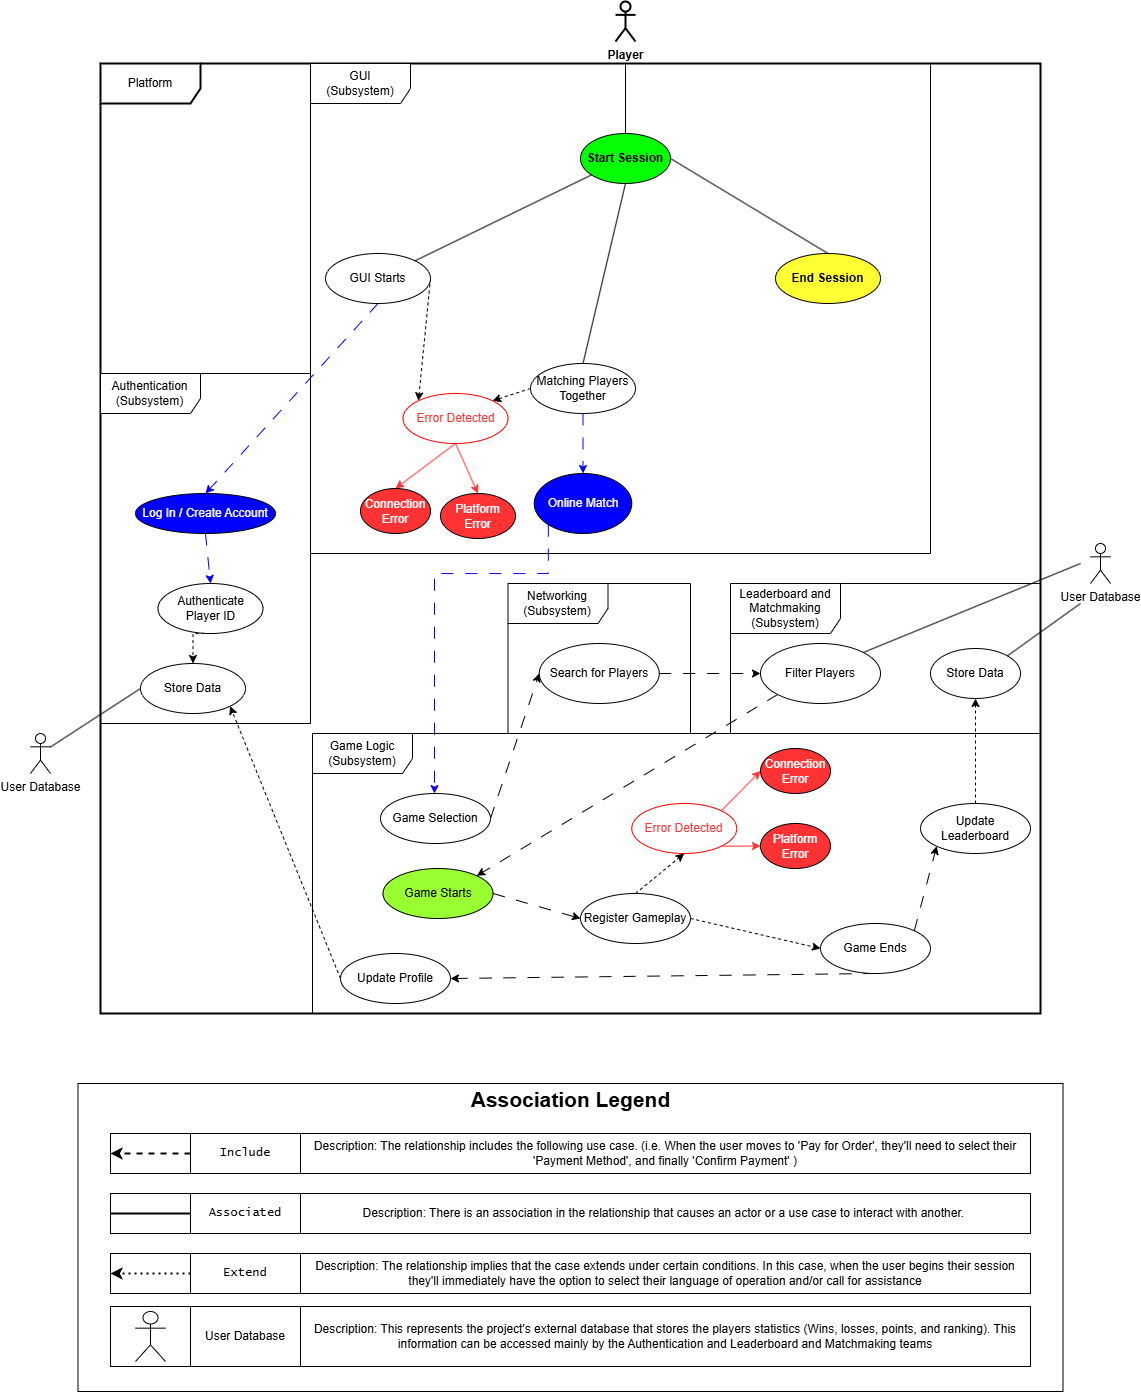 Player
Platform
GUI
(Subsystem)
Start Session
GUI Starts
End Session
Authentication
(Subsystem)
Matching Players
Together
Error Detected
Connection
Error
Platform
Error
Online Match
Log In / Create Account
Authenticate
Player ID
Store Data
User Database
Networking
(Subsystem)
Search for Players
Leaderboard and
Matchmaking
(Subsystem)
Filter Players
Store Data
User Database
Game Logic
(Subsystem)
Game Selection
Connection
Error
Error Detected
Platform
Error
Update
Leaderboard
Game Starts
Register Gameplay
Game Ends
Update Profile
Association Legend
Include
Description: The relationship includes the following use case. (i.e. When the user moves to 'Pay for Order', they'll need to select their
'Payment Method', and finally 'Confirm Payment' )
Associated
Description: There is an association in the relationship that causes an actor or a use case to interact with another.
Extend
Description: The relationship implies that the case extends under certain conditions. In this case, when the user begins their session
they'll immediately have the option to select their language of operation and/or call for assistance
User Database
Description: This represents the project's external database that stores the players statistics (Wins, losses, points, and ranking). This
information can be accessed mainly by the Authentication and Leaderboard and Matchmaking teams